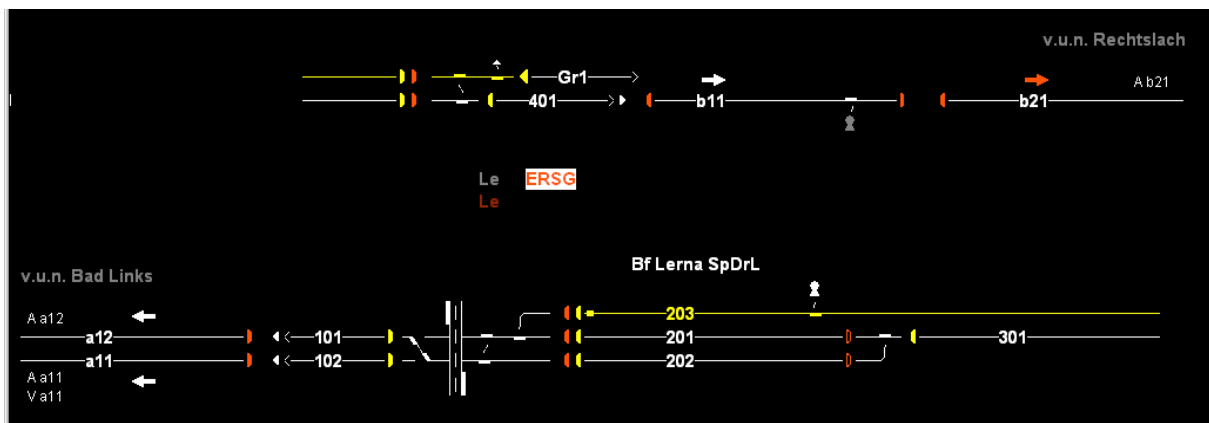 v.u.n. Rechtslach
Gr1
A b21
401
b11
b21
Le ERSG
Le
Bf Lerna SpDrL
v.u.n. Bad Links
203
A a12
a12
101
201
301
a11
102
202
A a11
V a11